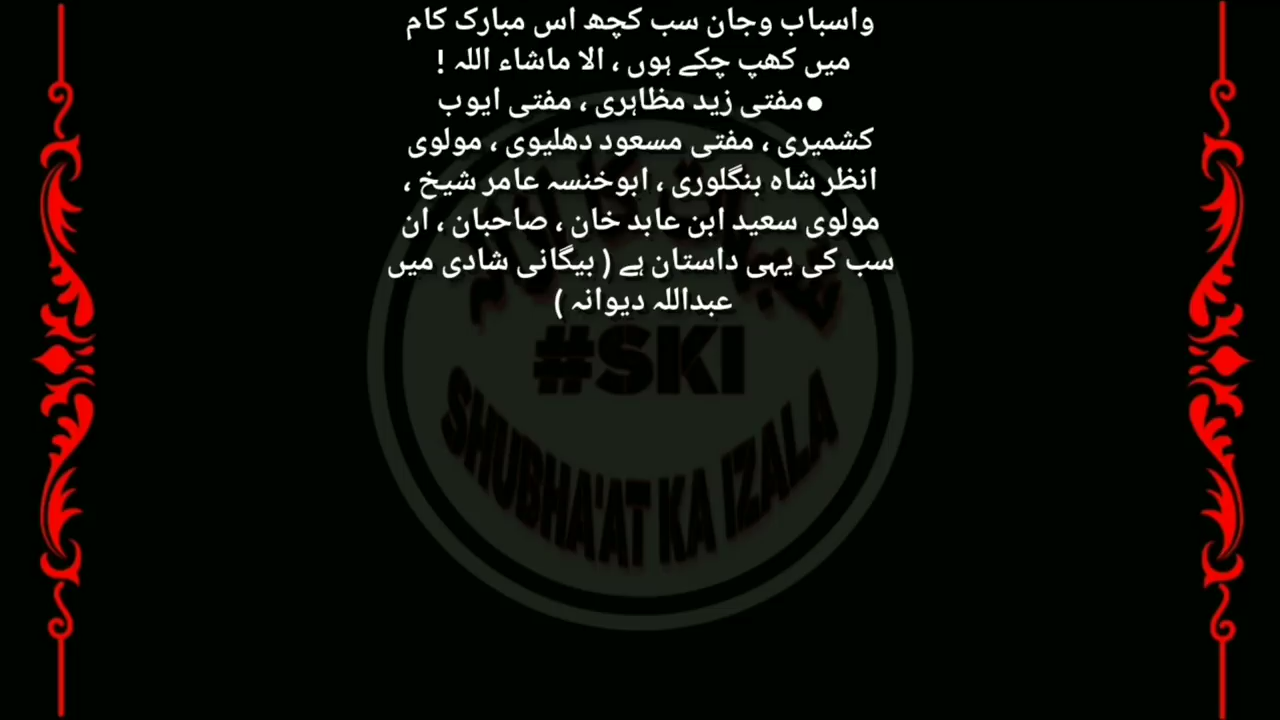 واسباب وجان سب کچھ اس مبارک کام
میں کھپ چکے ہوں ، الا ماشاء اللہ !
●مفتی زید مظاہری ، مفتی ایوب
کشمیری ، مفتی مسعود دھلیوی ، مولوی
انظر شاہ بنگلوری ، ابوخنسہ عامر شیخ ،
مولوی سعید ابن عابد خان ، صاحبان ، ان
سب کی یہی داستان ہے ( بیگانی شادی میں
عبداللہ دیوانہ )
#SKI
SHUBHA'AT KA IZALA